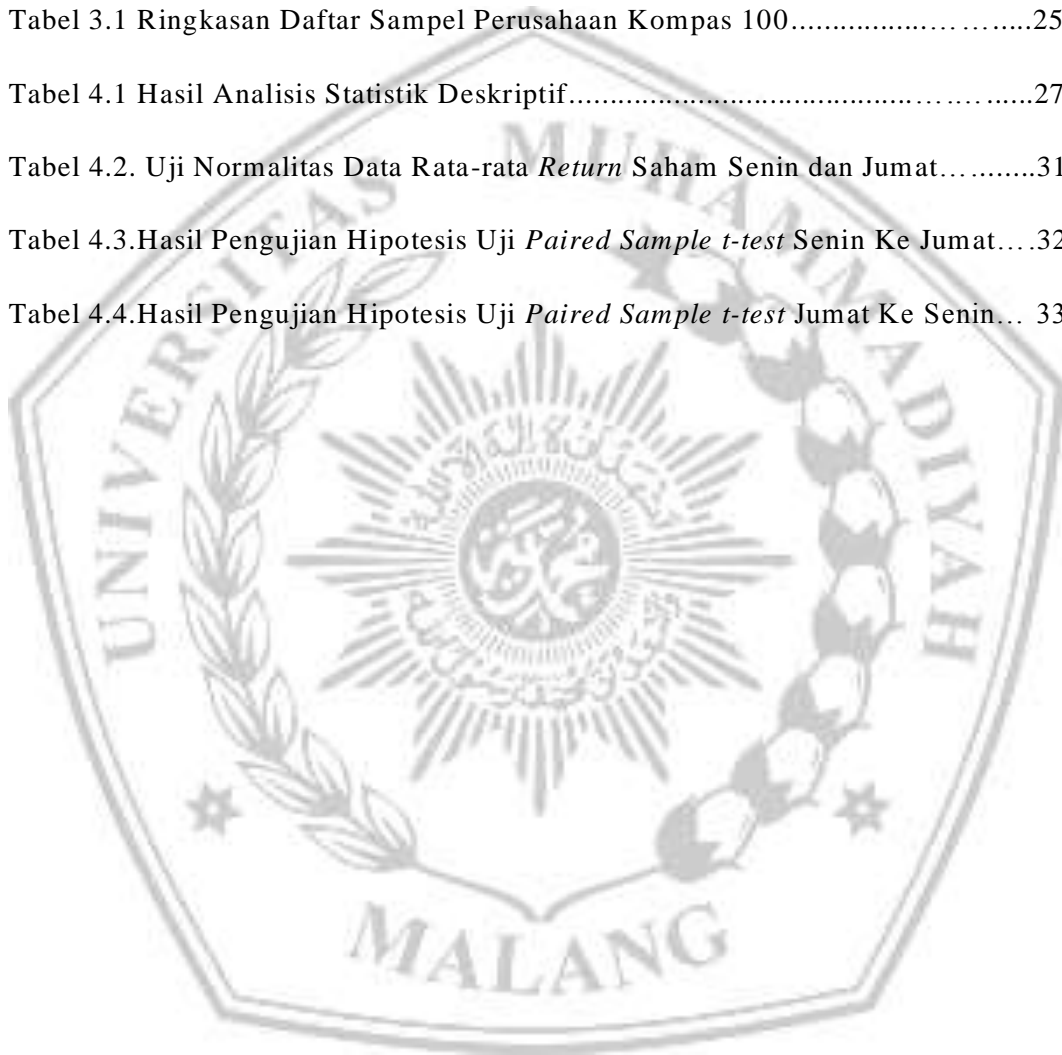 Tabel 3.1 Ringkasan Daftar Sampel Perusahaan Kompas 100......................25
Tabel 4.1 Hasil Analisis Statistik Deskriptif................................................27
Tabel 4.2. Uji Normalitas Data Rata-rata Return Saham Senin dan Jumat…........31
Tabel 4.3.Hasil Pengujian Hipotesis Uji Paired Sample t-test Senin Ke Jumat….32
Tabel 4.4.Hasil Pengujian Hipotesis Uji Paired Sample t-test Jumat Ke Senin… 33
UNIVERSITAS MUHAMMADIYAH
MALANG